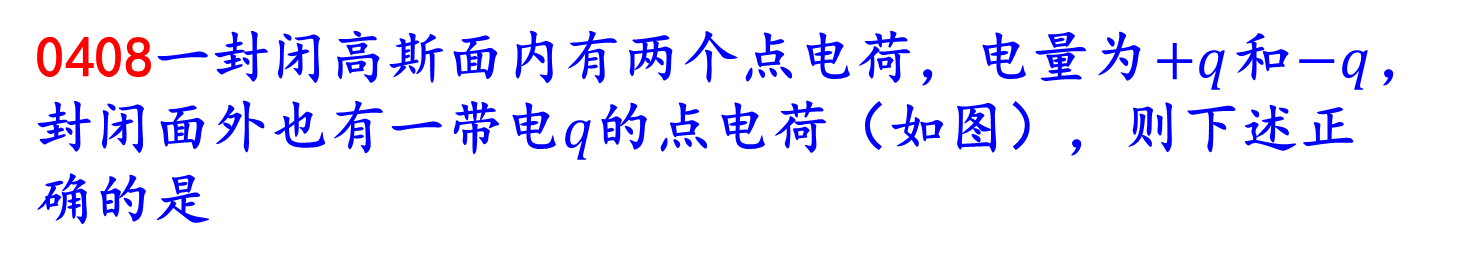 0408一封闭高斯面内有两个点电荷，电量为+q和−q，
封闭面外也有一带电q的点电荷（如图），则下述正
确的是